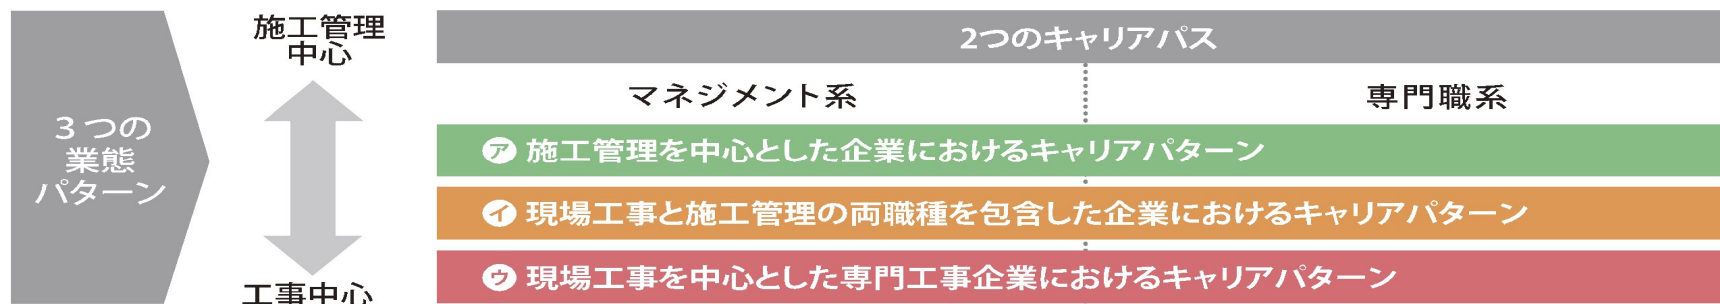 3つの
業態
パターン
施工管理
中心
工事中心
2つのキャリアパス
マネジメント系
専門職系
ア 施工管理を中心とした企業におけるキャリアパターン
イ 現場工事と施工管理の両職種を包含した企業におけるキャリアパターン
ウ 現場工事を中心とした専門工事企業におけるキャリアパターン